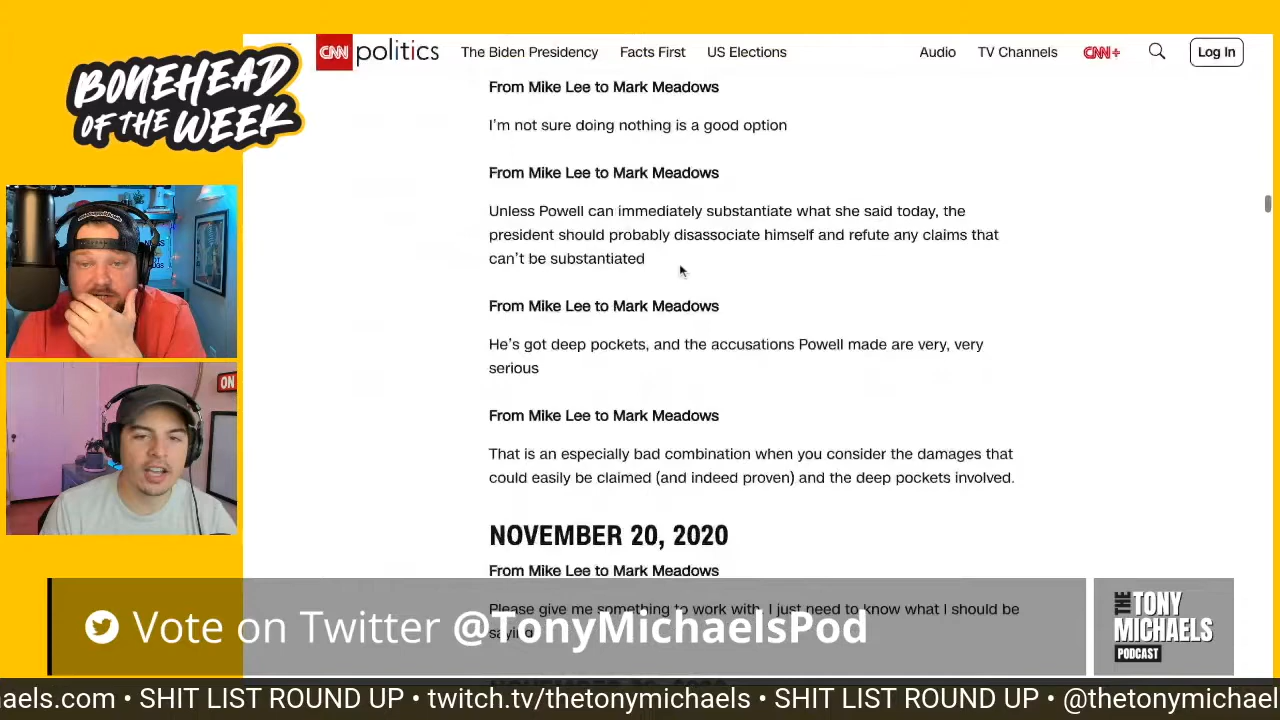 BONEHEAD
OF THE WEEK
CNN politics The Biden Presidency Facts First US Elections Audio TV Channels CNN+ Log In
From Mike Lee to Mark Meadows
I'm not sure doing nothing is a good option
From Mike Lee to Mark Meadows
Unless Powell can immediately substantiate what she said today, the
president should probably disassociate himself and refute any claims that
can't be substantiated
From Mike Lee to Mark Meadows
He's got deep pockets, and the accusations Powell made are very, very
serious
From Mike Lee to Mark Meadows
That is an especially bad combination when you consider the damages that
could easily be claimed (and indeed proven) and the deep pockets involved.
NOVEMBER 20, 2020
From Mike Lee to Mark Meadows
Please give me something to work with. I just need to know what I should be
saying
ON
Vote on Twitter @TonyMichaelsPod
THE TONY
MICHAELS
PODCAST
haels.com • SHIT LIST ROUND UP • twitch.tv/thetonymichaels • SHIT LIST ROUND UP • @thetonymichael